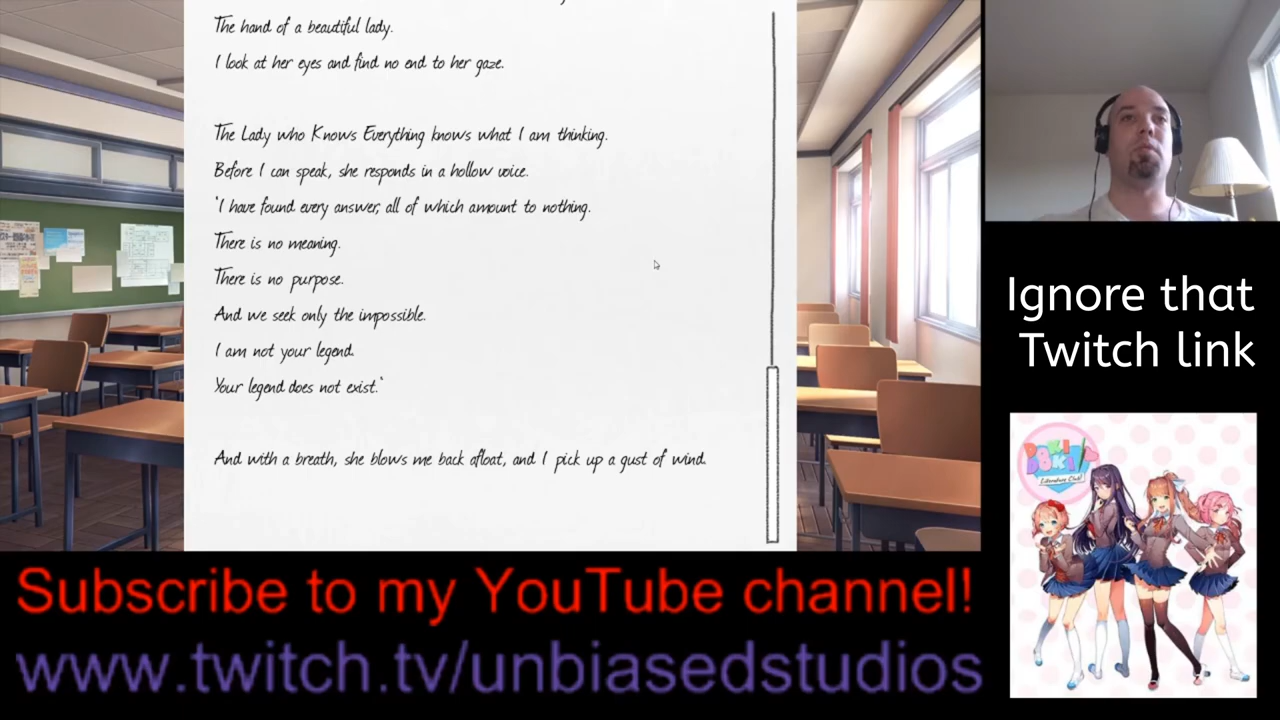 The hand of a beautiful lady.
I look at her eyes and find no end to her gaze.
The Lady who Knows Everything knows what I am thinking.
Before I can speak, she responds in a hollow voice.
'I have found every answer, all of which amount to nothing.
There is no meaning.
There is no purpose.
And we seek only the impossible.
I am not your legend.
Your legend does not exist.'
And with a breath, she blows me back afloat, and I pick up a gust of wind.
Ignore that
Twitch link
DOKI
DOKI
Literature Club!
Subscribe to my YouTube channel!
www.twitch.tv/unbiasedstudios